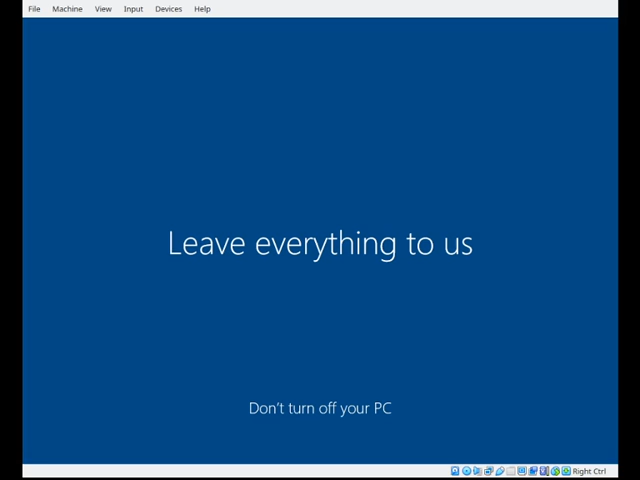 File Machine View Input Devices Help
Leave everything to us
Don't turn off your PC
Right Ctrl